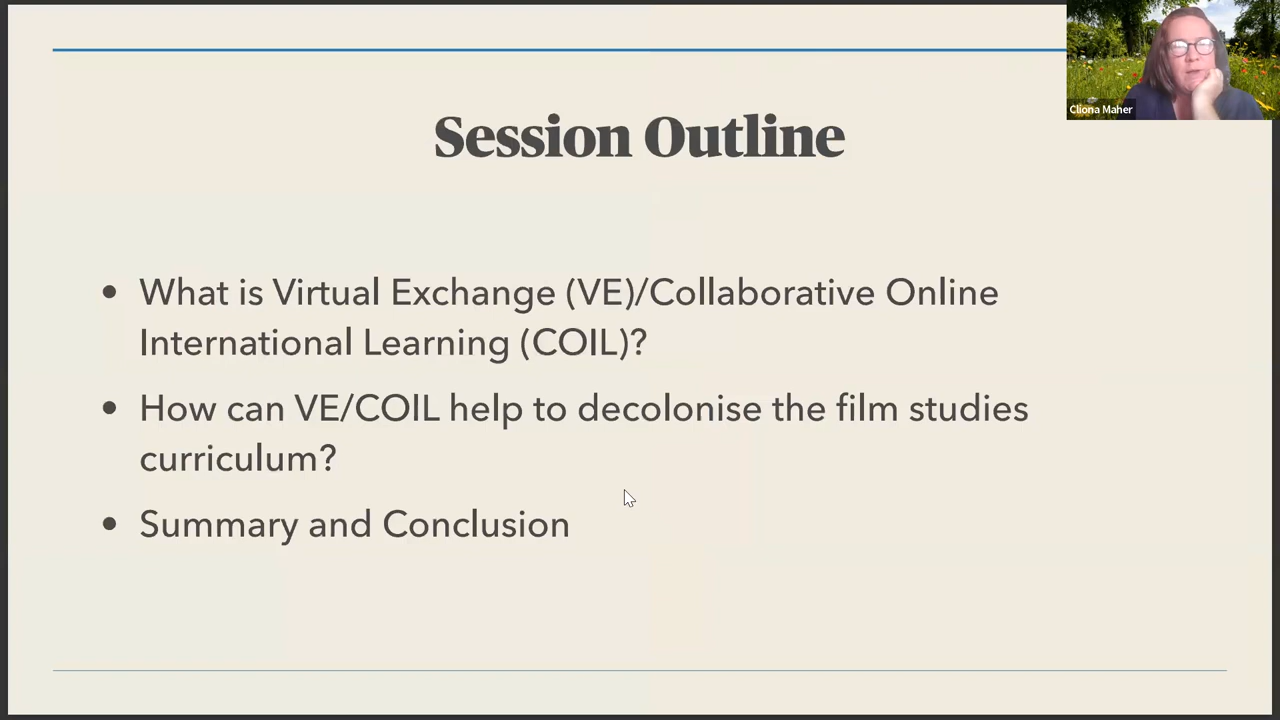 Cliona Maher
Session Outline
• What is Virtual Exchange (VE)/Collaborative Online
International Learning (COIL)?
• How can VE/COIL help to decolonise the film studies
curriculum?
• Summary and Conclusion